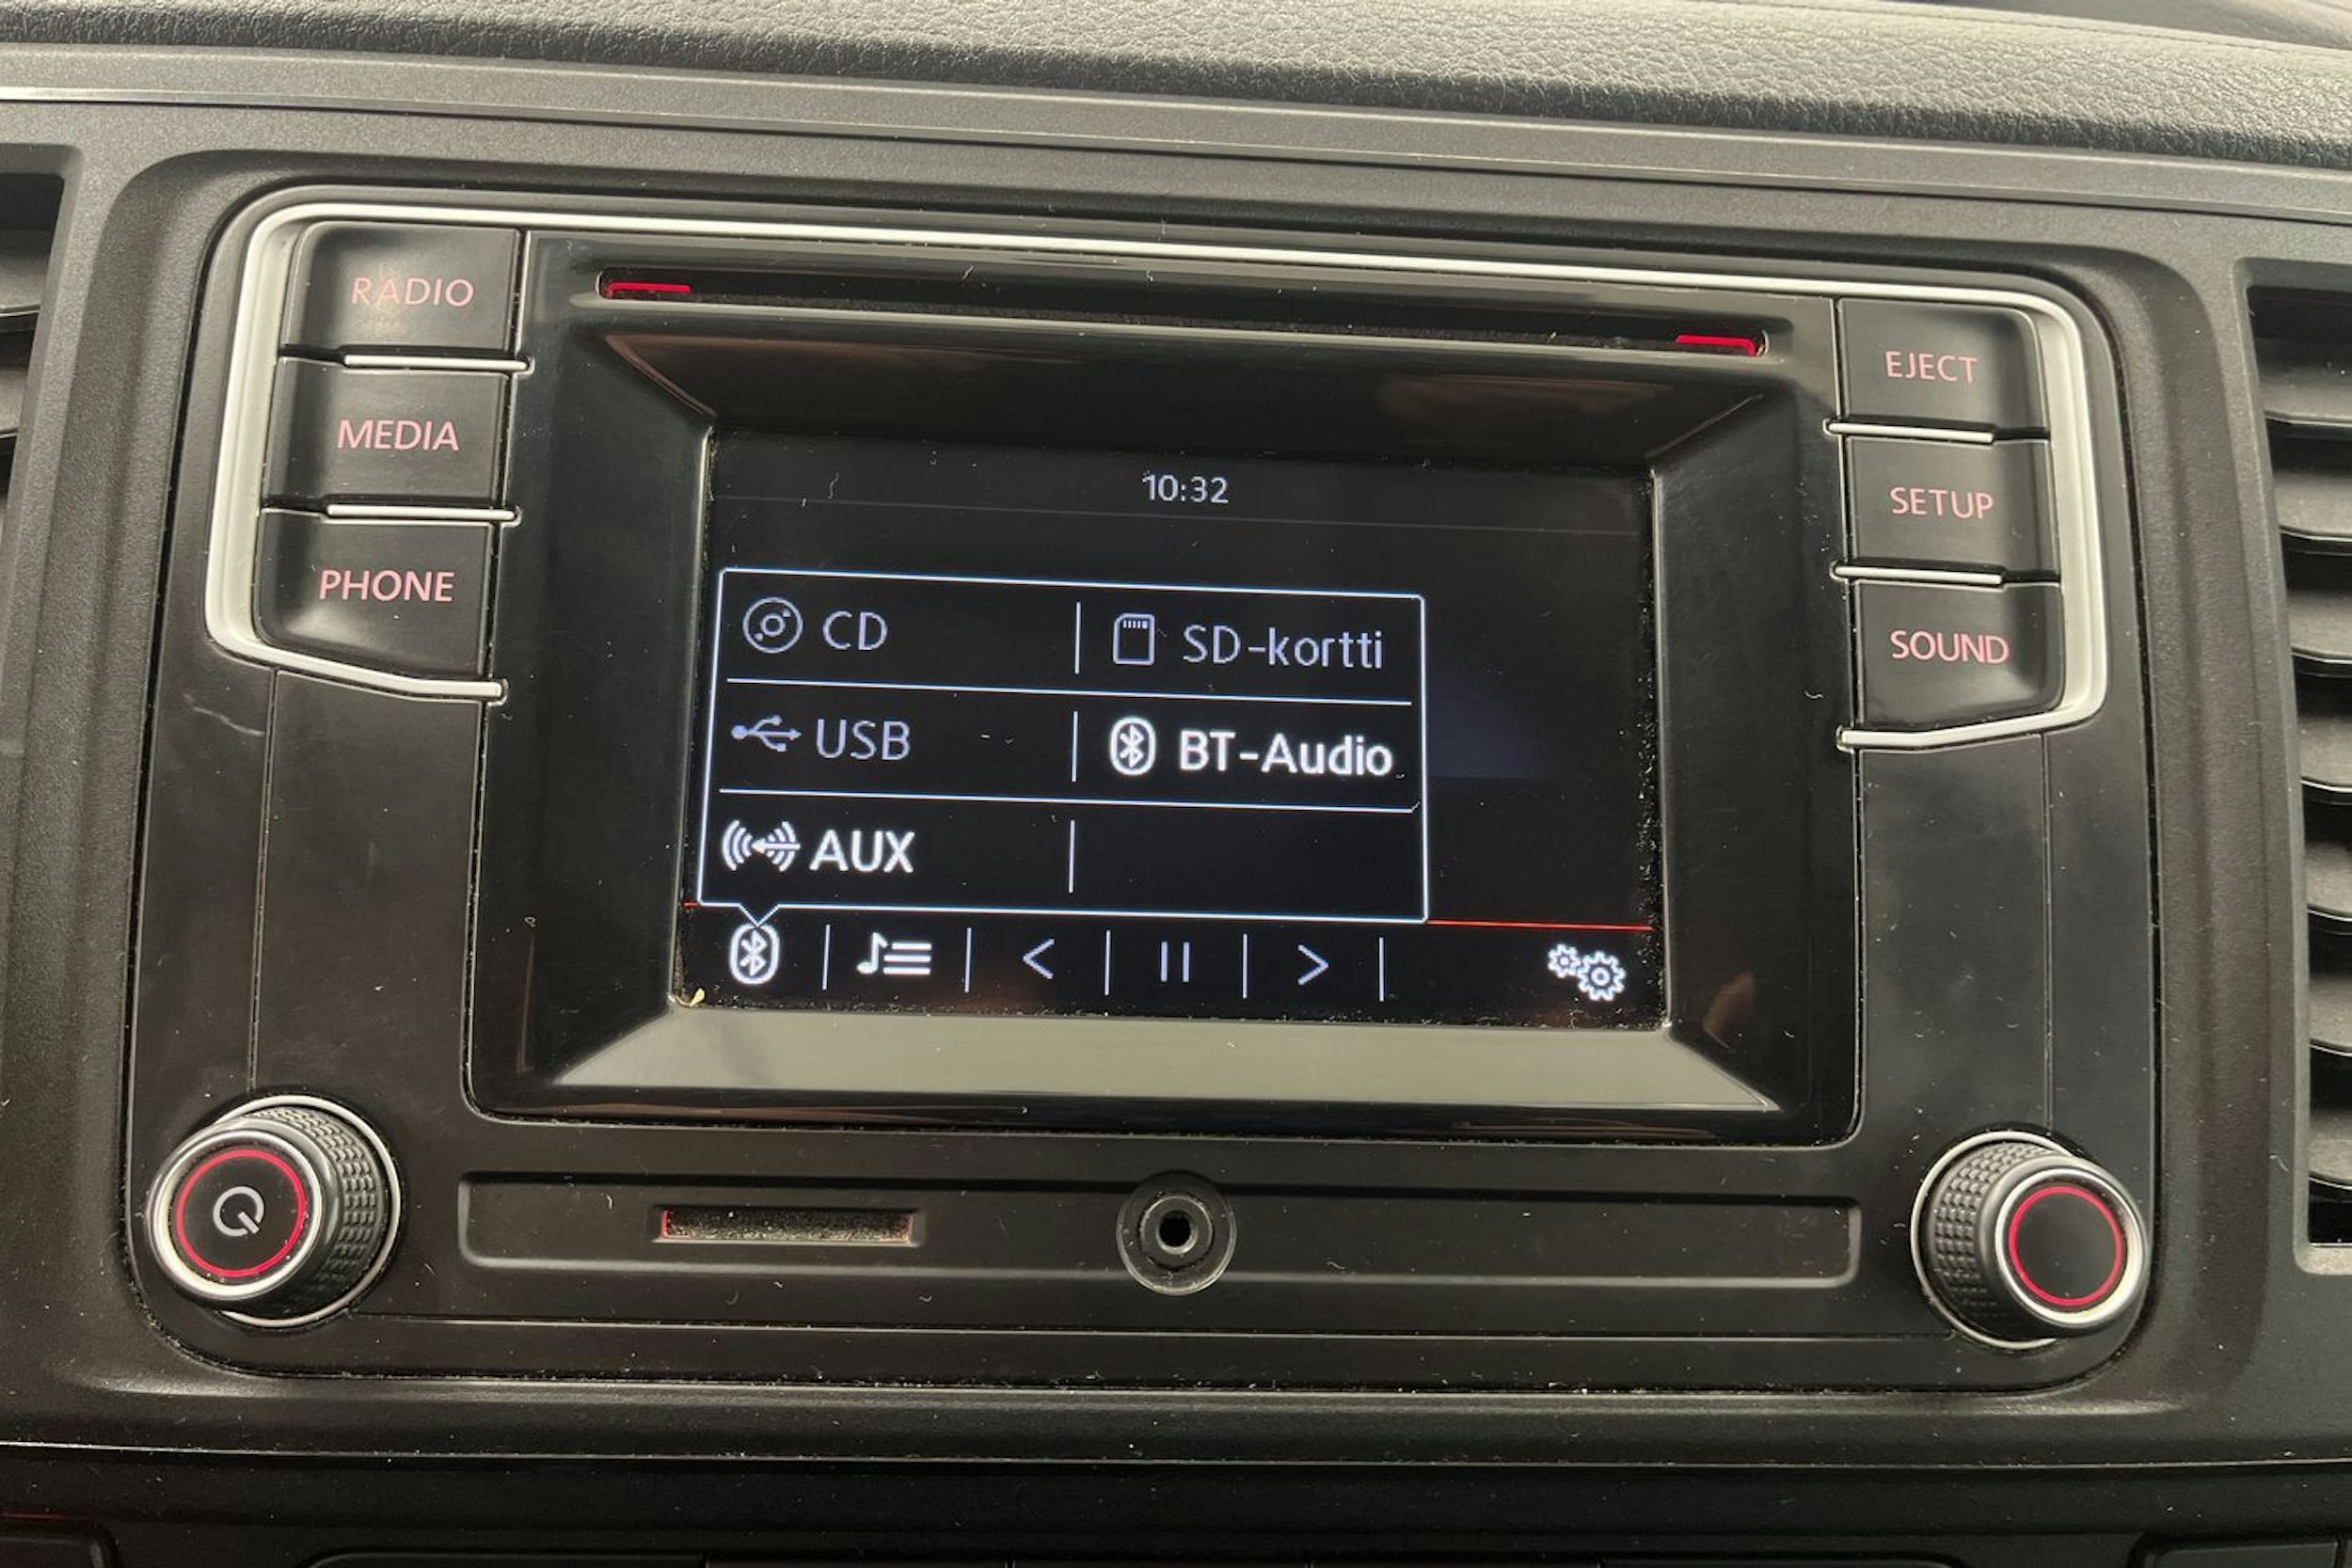 RADIO
MEDIA
PHONE
10:32
CD
SD-kortti
USB
BT-Audio
AUX
EJECT
SETUP
SOUND